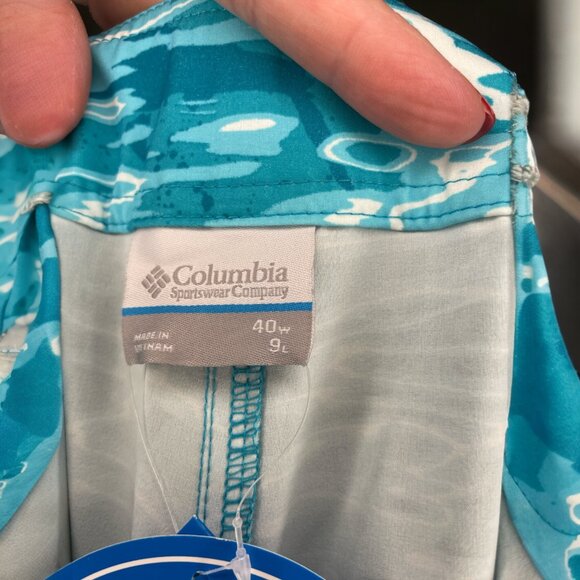 Columbia
Sportswear Company
40W
9L
MADE IN
VIETNAM